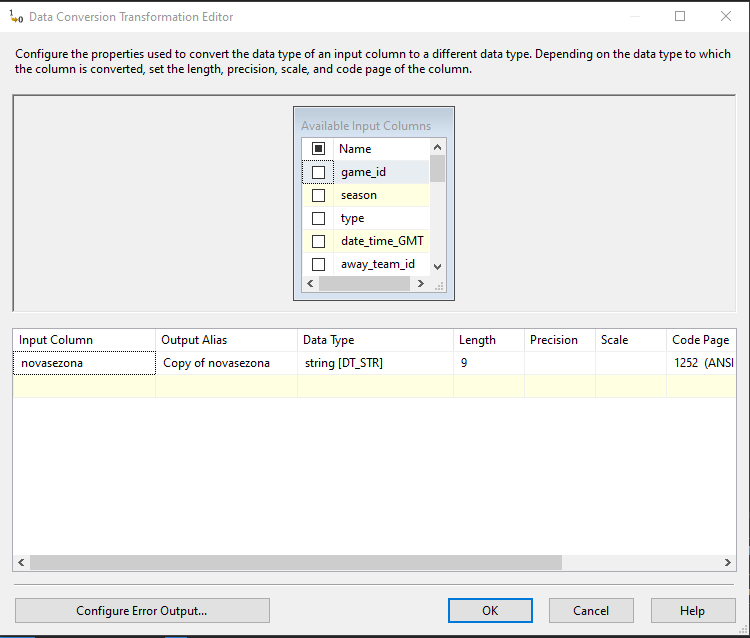 Data Conversion Transformation Editor
Configure the properties used to convert the data type of an input column to a different data type. Depending on the data type to which
the column is converted, set the length, precision, scale, and code page of the column.
Available Input Columns
Name
game_id
season
type
date_time_GMT
away_team_id
Input Column Output Alias Data Type Length Precision Scale Code Page
novasezona Copy of novasezona string [DT_STR] 9 1252 (ANSI
Configure Error Output... OK Cancel Help